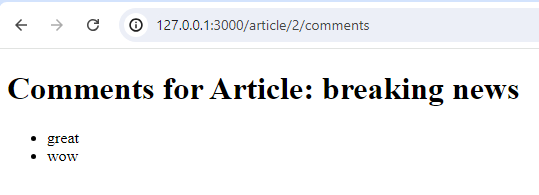 127.0.0.1:3000/article/2/comments
Comments for Article: breaking news
great
wow